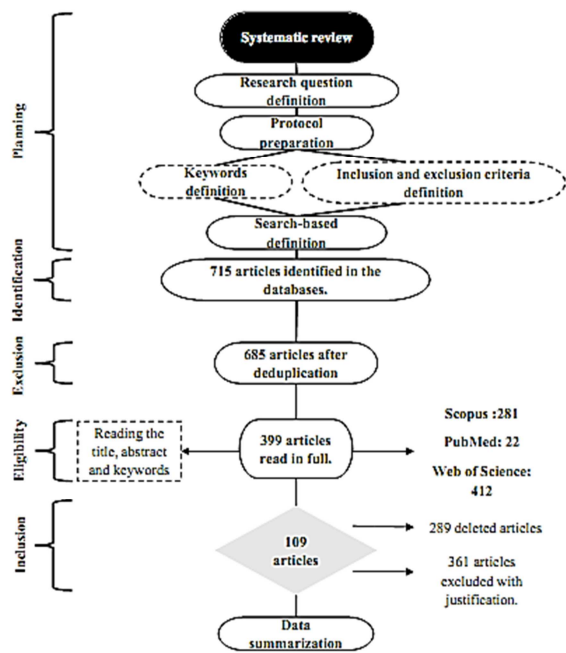 Systematic review
Research question
definition
Protocol
preparation
Keywords
definition
Inclusion and exclusion criteria
definition
Search-based
definition
Planning
715 articles identified in the
databases.
Identification
685 articles after
deduplication
Exclusion
Reading the
title, abstract
and keywords
399 articles
read in full.
Scopus :281
PubMed: 22
Web of Science:
412
Eligibility
109
articles
289 deleted articles
361 articles
excluded with
justification.
Inclusion
Data
summarization